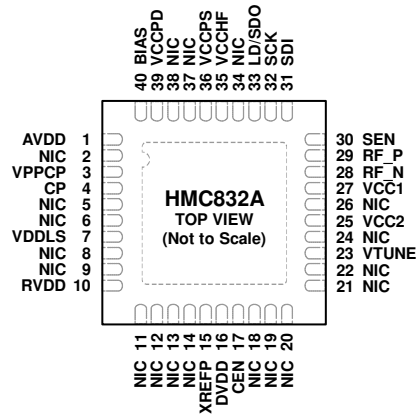 40 BIAS
39 VCCPD
38 NIC
37 NIC
36 VCCPS
35 VCCHF
34 NIC
33 LD/SDO
32 SCK
31 SDI
AVDD 1
NIC 2
VPPCP 3
CP 4
NIC 5
NIC 6
VDDLS 7
NIC 8
NIC 9
RVDD 10
HMC832A
TOP VIEW
(Not to Scale)
30 SEN
29 RF_P
28 RF_N
27 VCC1
26 NIC
25 VCC2
24 NIC
23 VTUNE
22 NIC
21 NIC
NIC 11
NIC 12
NIC 13
NIC 14
XREFP 15
DVDD 16
CEN 17
NIC 18
NIC 19
NIC 20